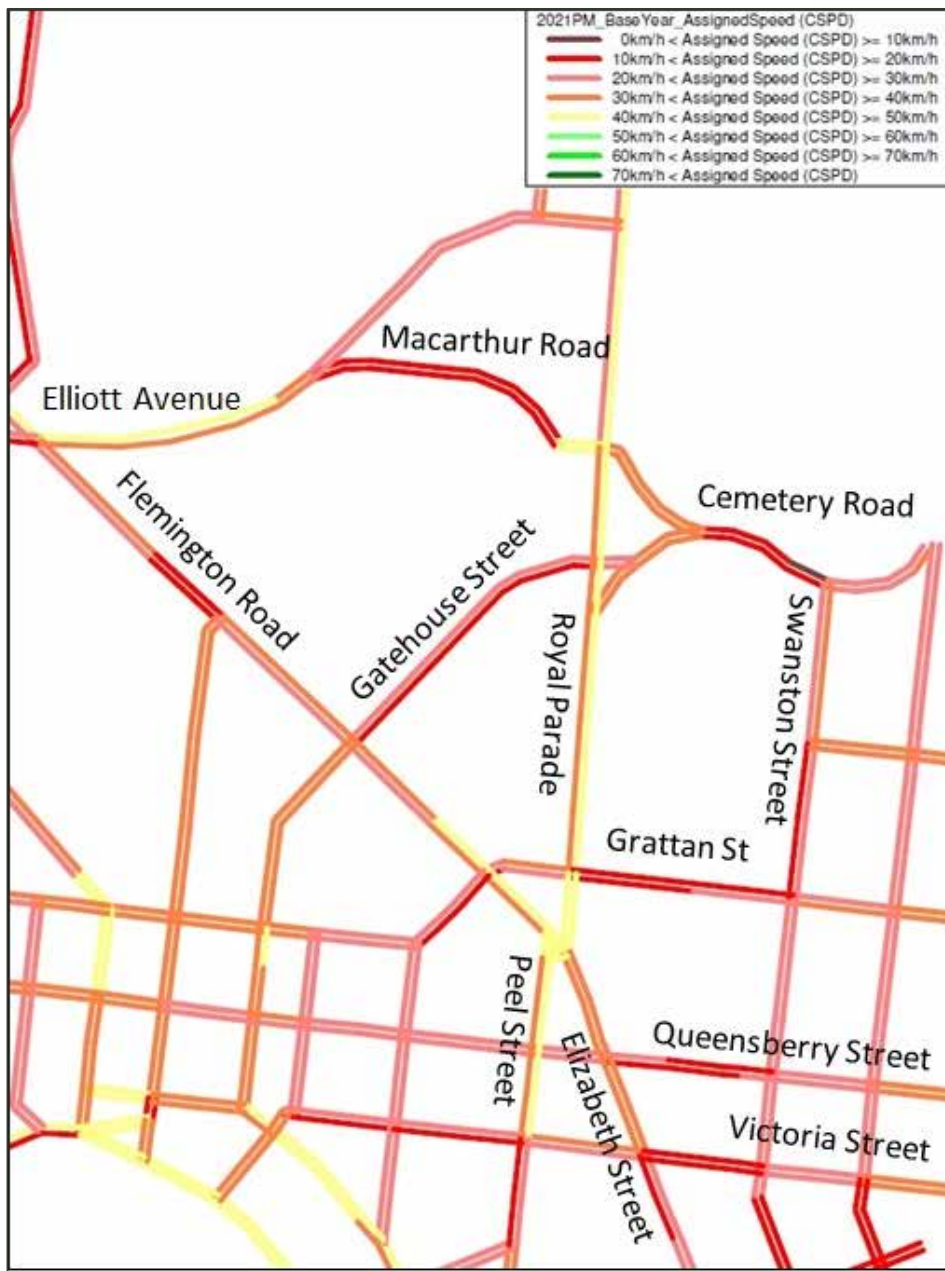 2021PM_BaseYear_AssignedSpeed (CSPD)
0km/h < Assigned Speed (CSPD) >= 10km/h
10km/h < Assigned Speed (CSPD) >= 20km/h
20km/h < Assigned Speed (CSPD) >= 30km/h
30km/h < Assigned Speed (CSPD) >= 40km/h
40km/h < Assigned Speed (CSPD) >= 50km/h
50km/h < Assigned Speed (CSPD) >= 60km/h
60km/h < Assigned Speed (CSPD) >= 70km/h
70km/h < Assigned Speed (CSPD)
Macarthur Road
Elliott Avenue
Flemington Road
Cemetery Road
Gatehouse Street
Royal Parade
Swanston Street
Grattan St
Peel Street
Elizabeth Street
Queensberry Street
Victoria Street